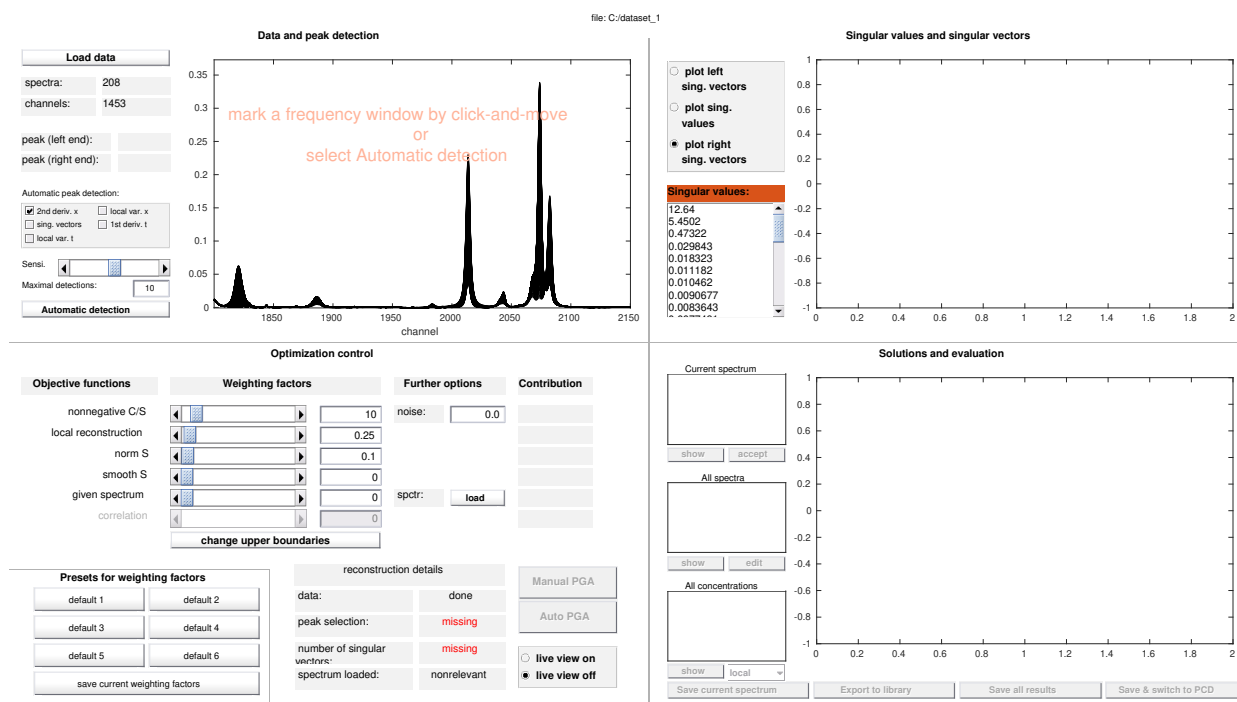 file: C:/dataset_1
Data and peak detection
Load data
spectra: 208
channels: 1453
peak (left end):
peak (right end):
Automatic peak detection:
2nd deriv. x local var. x
sing. vectors 1st deriv. t
local var. t
Sensi.
Maximal detections: 10
Automatic detection
0.35
0.3
0.25
0.2
0.15
0.1
0.05
0
mark a frequency window by click-and-move
or
select Automatic detection
1850 1900 1950 2000 2050 2100 2150
channel
Singular values and singular vectors
plot left
sing. vectors
plot sing.
values
plot right
sing. vectors
Singular values:
12.64
5.4502
0.47322
0.029843
0.018323
0.011182
0.010462
0.0090677
0.0083643
1
0.8
0.6
0.4
0.2
0
-0.2
-0.4
-0.6
-0.8
-1
0 0.2 0.4 0.6 0.8 1 1.2 1.4 1.6 1.8 2
Optimization control
Objective functions Weighting factors Further options Contribution
nonnegative C/S 10 noise: 0.0
local reconstruction 0.25
norm S 0.1
smooth S 0
given spectrum 0 spctr: load
correlation 0
change upper boundaries
Presets for weighting factors
default 1 default 2
default 3 default 4
default 5 default 6
save current weighting factors
reconstruction details
data: done
peak selection: missing
number of singular missing
vectors:
spectrum loaded: nonrelevant
Manual PGA
Auto PGA
live view on
live view off
Solutions and evaluation
Current spectrum
show accept
All spectra
show edit
All concentrations
show local
1
0.8
0.6
0.4
0.2
0
-0.2
-0.4
-0.6
-0.8
-1
0 0.2 0.4 0.6 0.8 1 1.2 1.4 1.6 1.8 2
Save current spectrum Export to library Save all results Save & switch to PCD